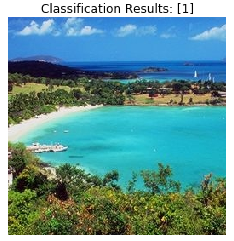 Classification Results: [1]